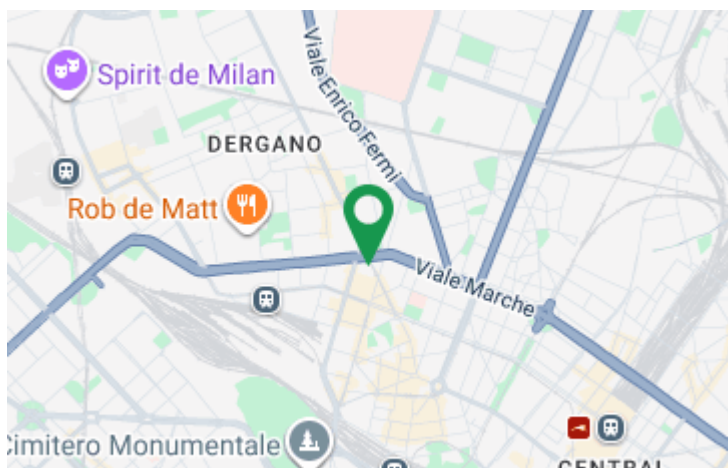 Spirit de Milan
Viale Enrico Fermi
DERGANO
Rob de Matt
Viale Marche
Cimitero Monumentale
CENTRAL